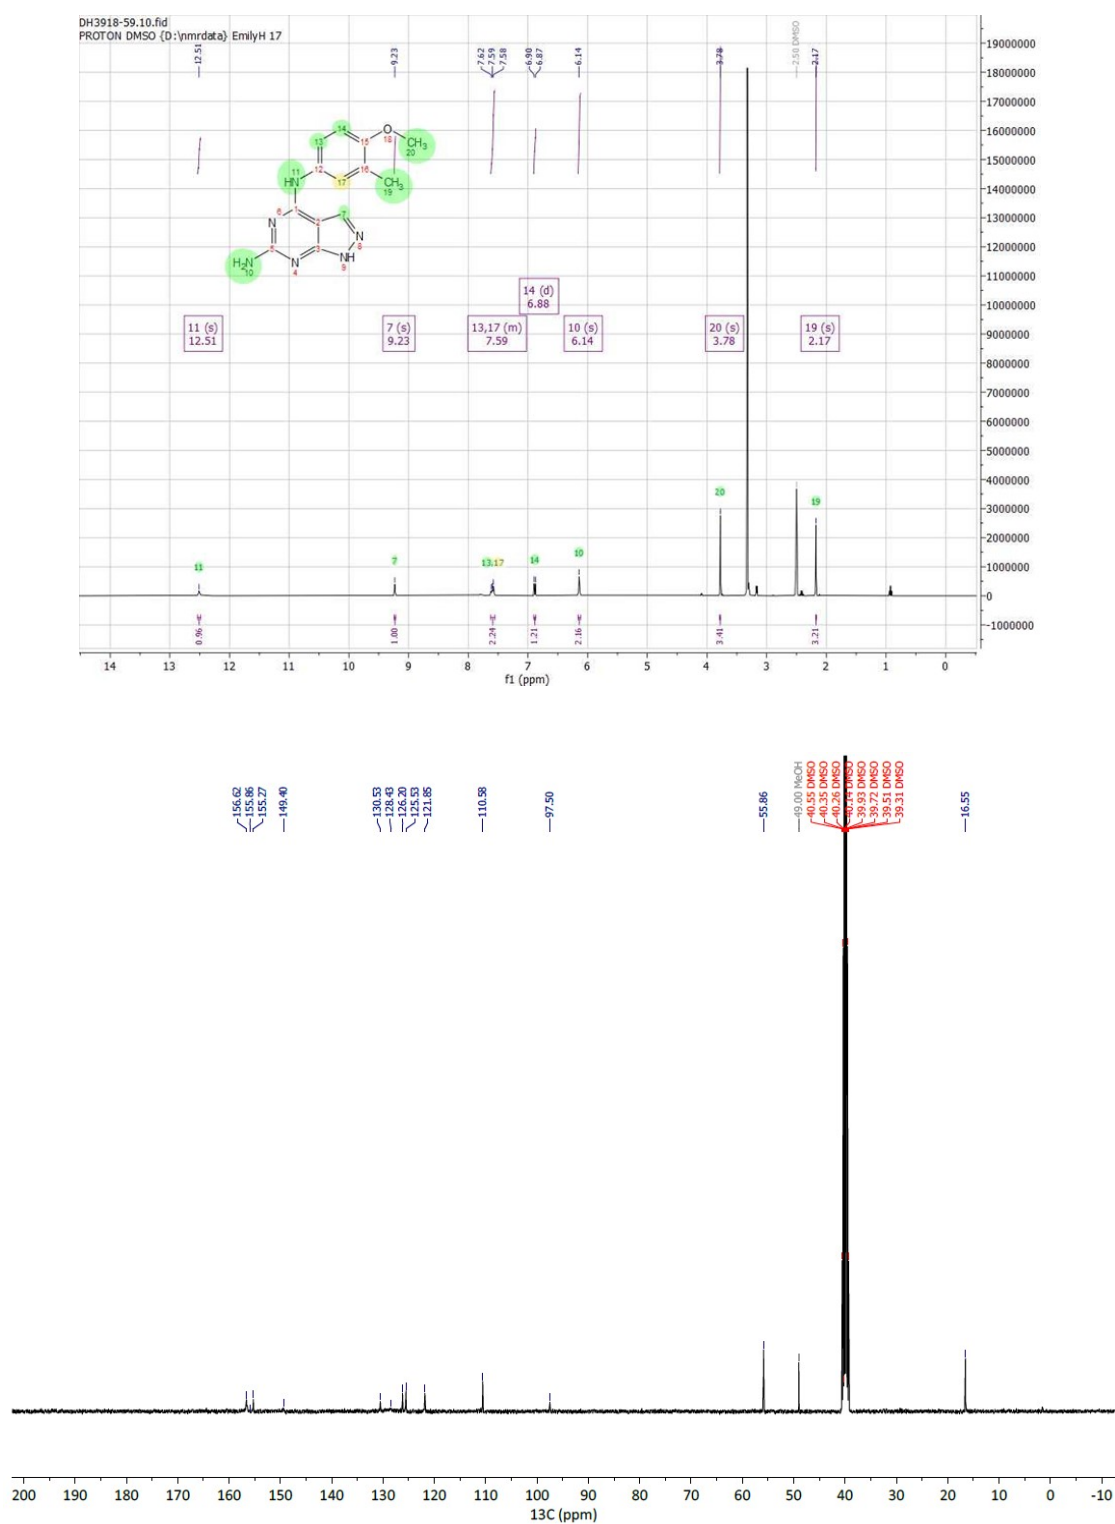 DH3918-59.10.fid
PROTON DMSO {D:\nmrdata} EmilyH 17
12.51
9.23
7.62
7.59
7.58
6.90
6.87
6.14
3.78
2.50 DMSO
2.17
19000000
18000000
17000000
16000000
15000000
14000000
13000000
12000000
11000000
10000000
9000000
8000000
7000000
6000000
5000000
4000000
3000000
2000000
1000000
0
-1000000
14
O
18
CH3
20
13
15
11
HN
12
16
17
CH3
19
6
1
7
N
2
N
8
5
3
H2N
10
N
4
NH
9
14 (d)
6.88
11 (s)
12.51
7 (s)
9.23
13,17 (m)
7.59
10 (s)
6.14
20 (s)
3.78
19 (s)
2.17
11
7
13,17
14
10
20
19
0.96
1.00
2.24
1.21
2.16
3.41
3.21
14 13 12 11 10 9 8 7 6 5 4 3 2 1 0
f1 (ppm)
156.62
155.86
155.27
149.40
130.53
128.43
126.20
125.53
121.85
110.58
97.50
55.86
49.00 MeOH
40.55 DMSO
40.35 DMSO
40.26 DMSO
40.14 DMSO
39.93 DMSO
39.72 DMSO
39.51 DMSO
39.31 DMSO
16.55
200 190 180 170 160 150 140 130 120 110 100 90 80 70 60 50 40 30 20 10 0 -10
13C (ppm)